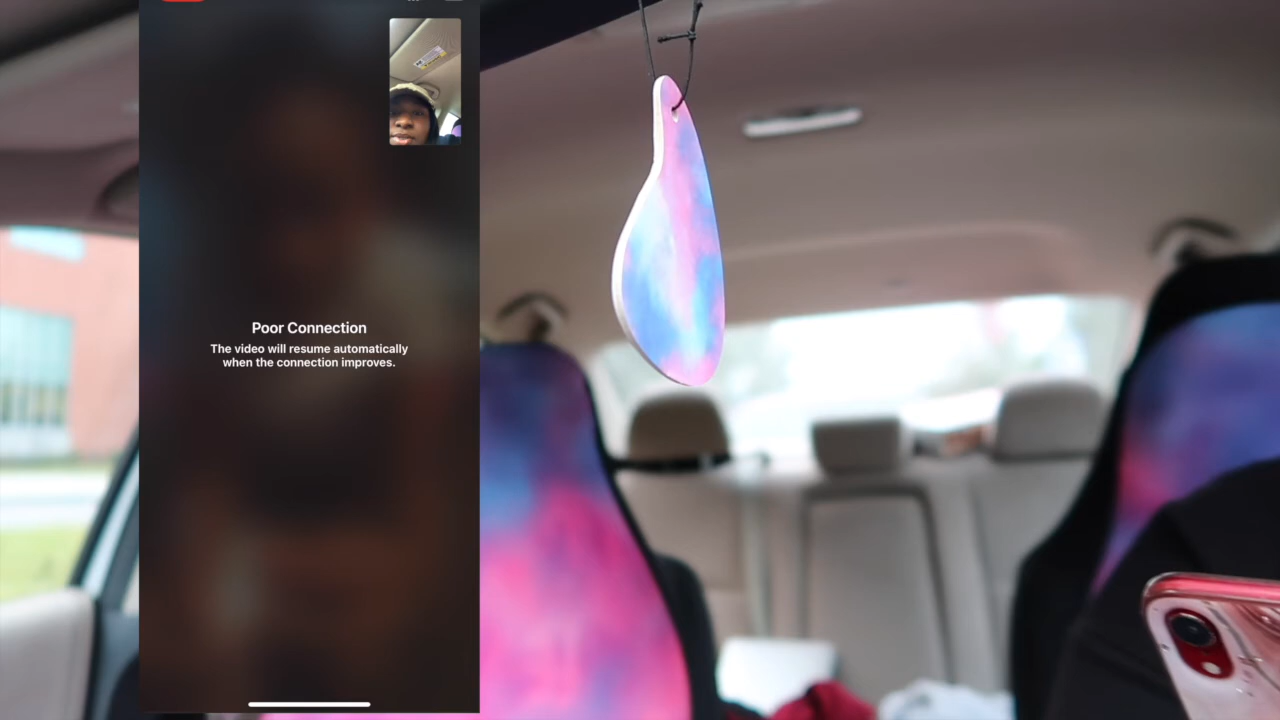 Poor Connection
The video will resume automatically
when the connection improves.